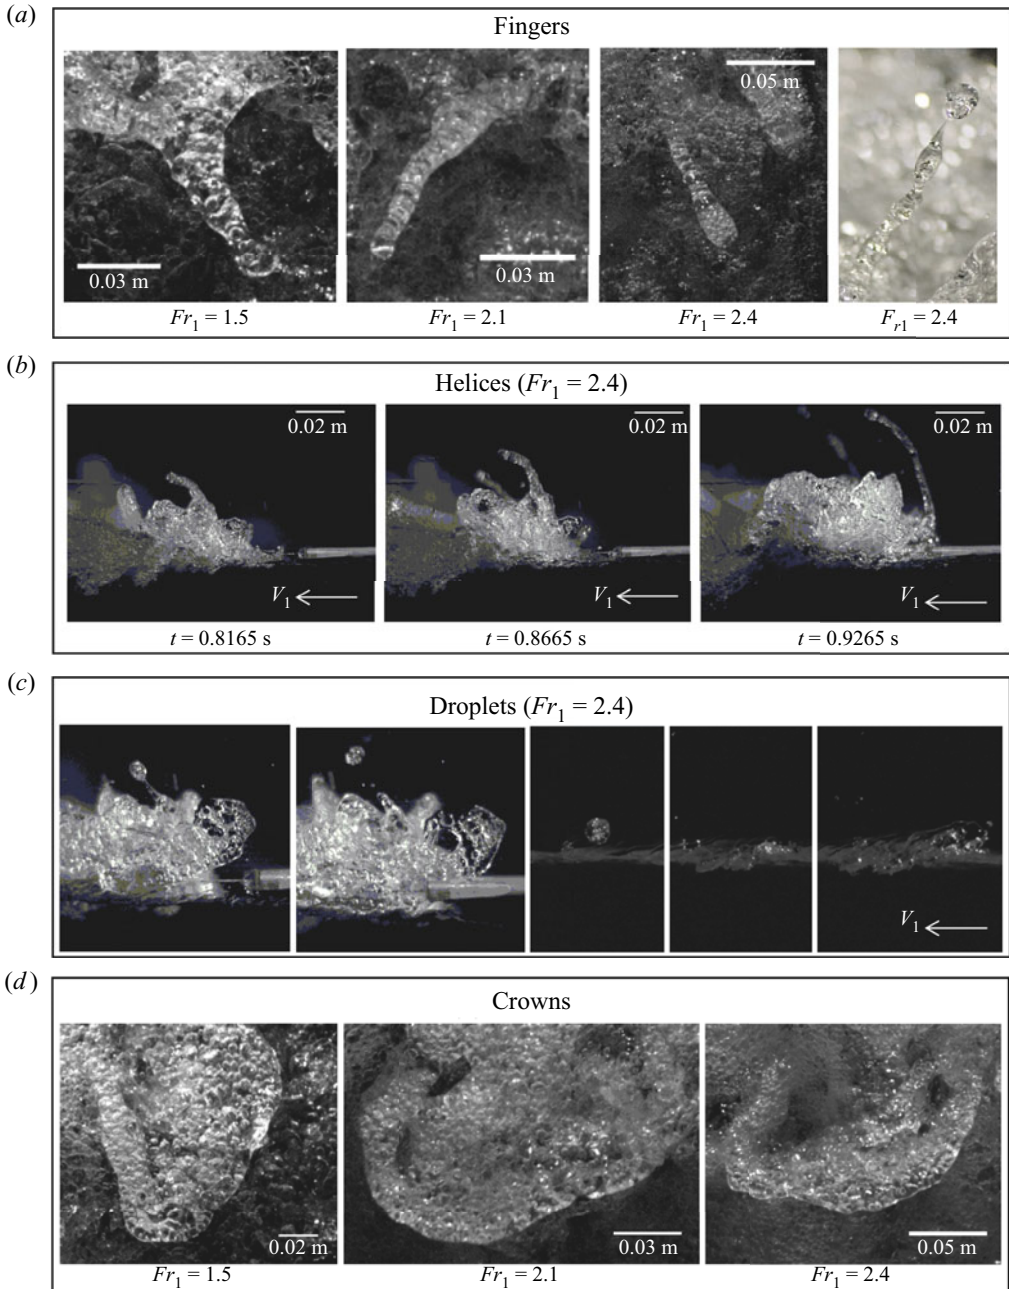 (a)
Fingers
0.03 m
0.03 m
0.05 m
Fr1 = 1.5
Fr1 = 2.1
Fr1 = 2.4
Fr1 = 2.4
(b)
Helices (Fr1 = 2.4)
0.02 m
0.02 m
0.02 m
V1
V1
V1
t = 0.8165 s
t = 0.8665 s
t = 0.9265 s
(c)
Droplets (Fr1 = 2.4)
V1
(d)
Crowns
0.02 m
0.03 m
0.05 m
Fr1 = 1.5
Fr1 = 2.1
Fr1 = 2.4